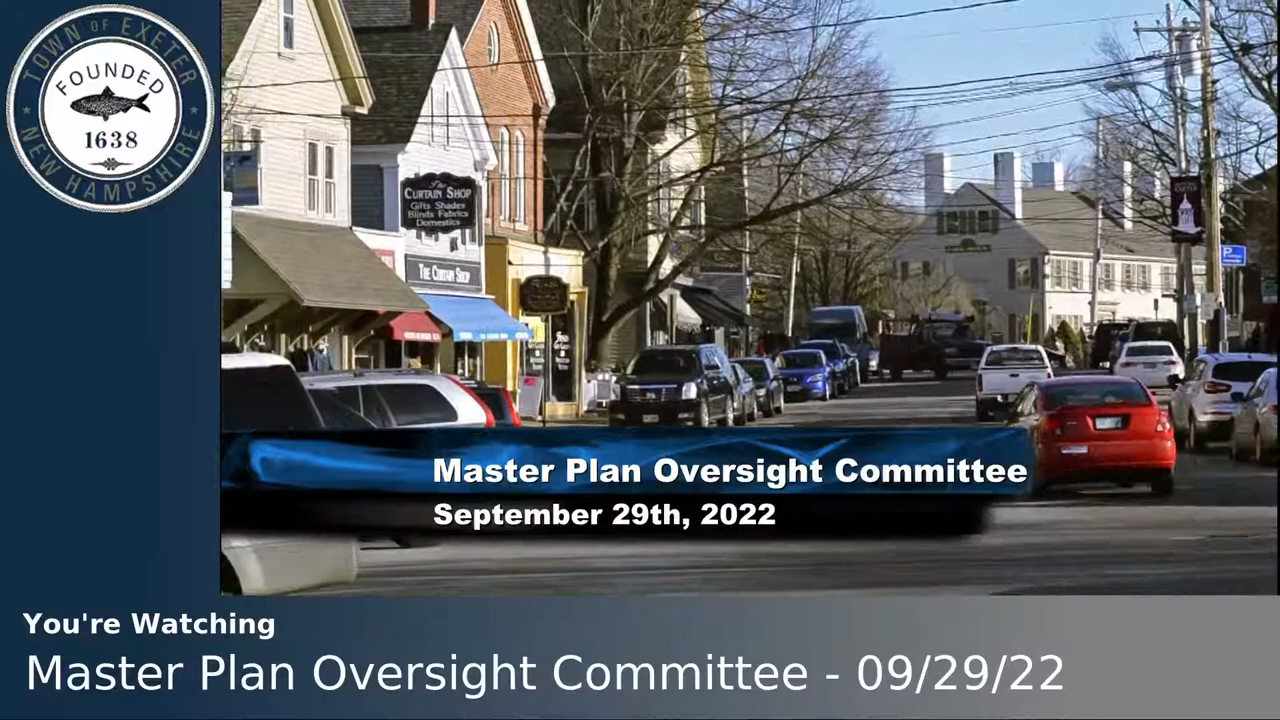 TOWN OF EXETER
NEW HAMPSHIRE
FOUNDED
1638
The
CURTAIN SHOP
Gifts Shades
Blinds Fabrics
Domestics
THE CURTAIN SHOP
P
Master Plan Oversight Committee
September 29th, 2022
You're Watching
Master Plan Oversight Committee - 09/29/22